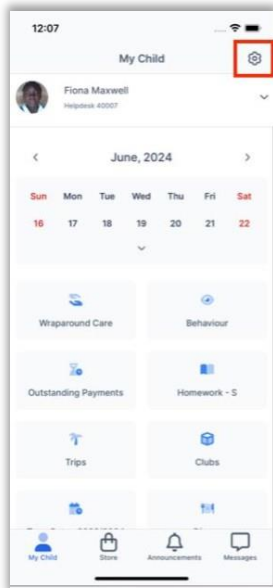 12:07
My Child
Fiona Maxwell
Helpdesk 40007
June, 2024
Sun Mon Tue Wed Thu Fri Sat
16 17 18 19 20 21 22
Wraparound Care Behaviour
Outstanding Payments Homework - S
Trips Clubs
My Child Store Announcements Messages